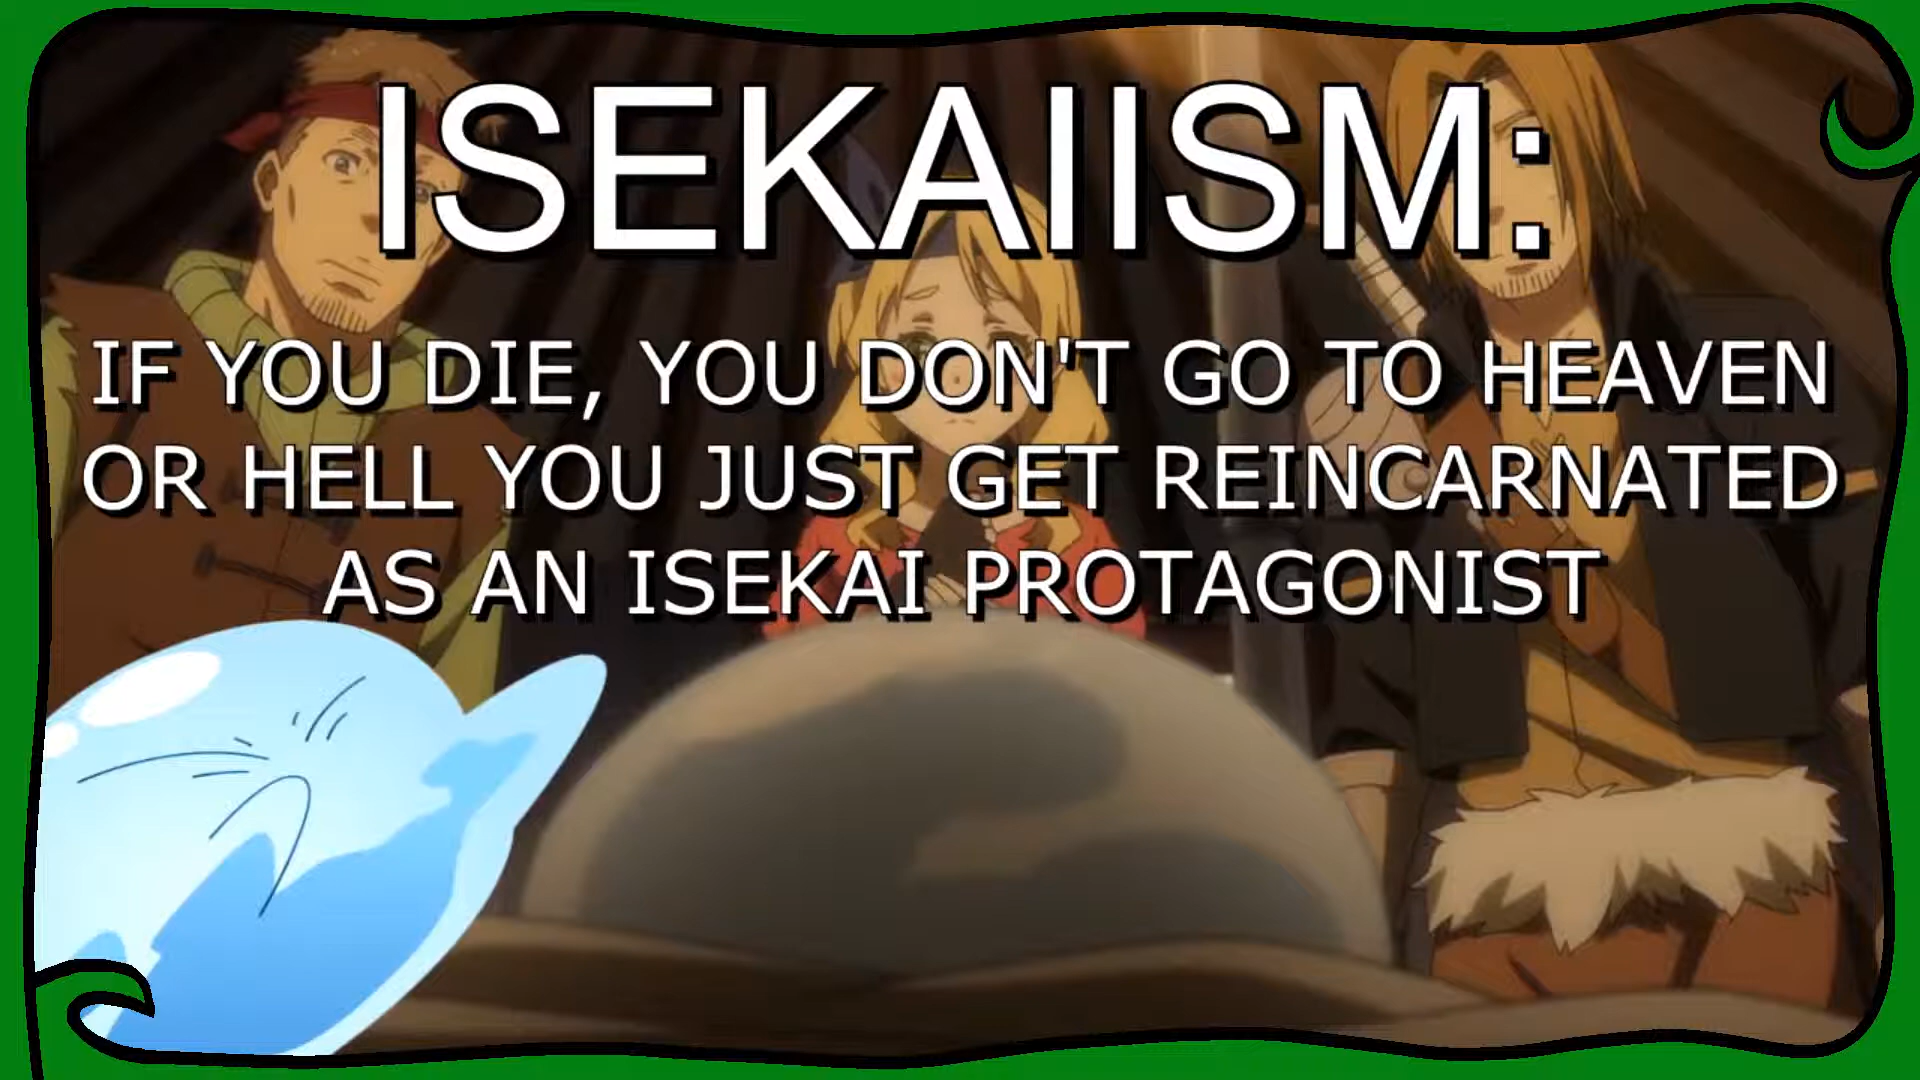 ISEKAIISM:
IF YOU DIE, YOU DON'T GO TO HEAVEN
OR HELL YOU JUST GET REINCARNATED
AS AN ISEKAI PROTAGONIST